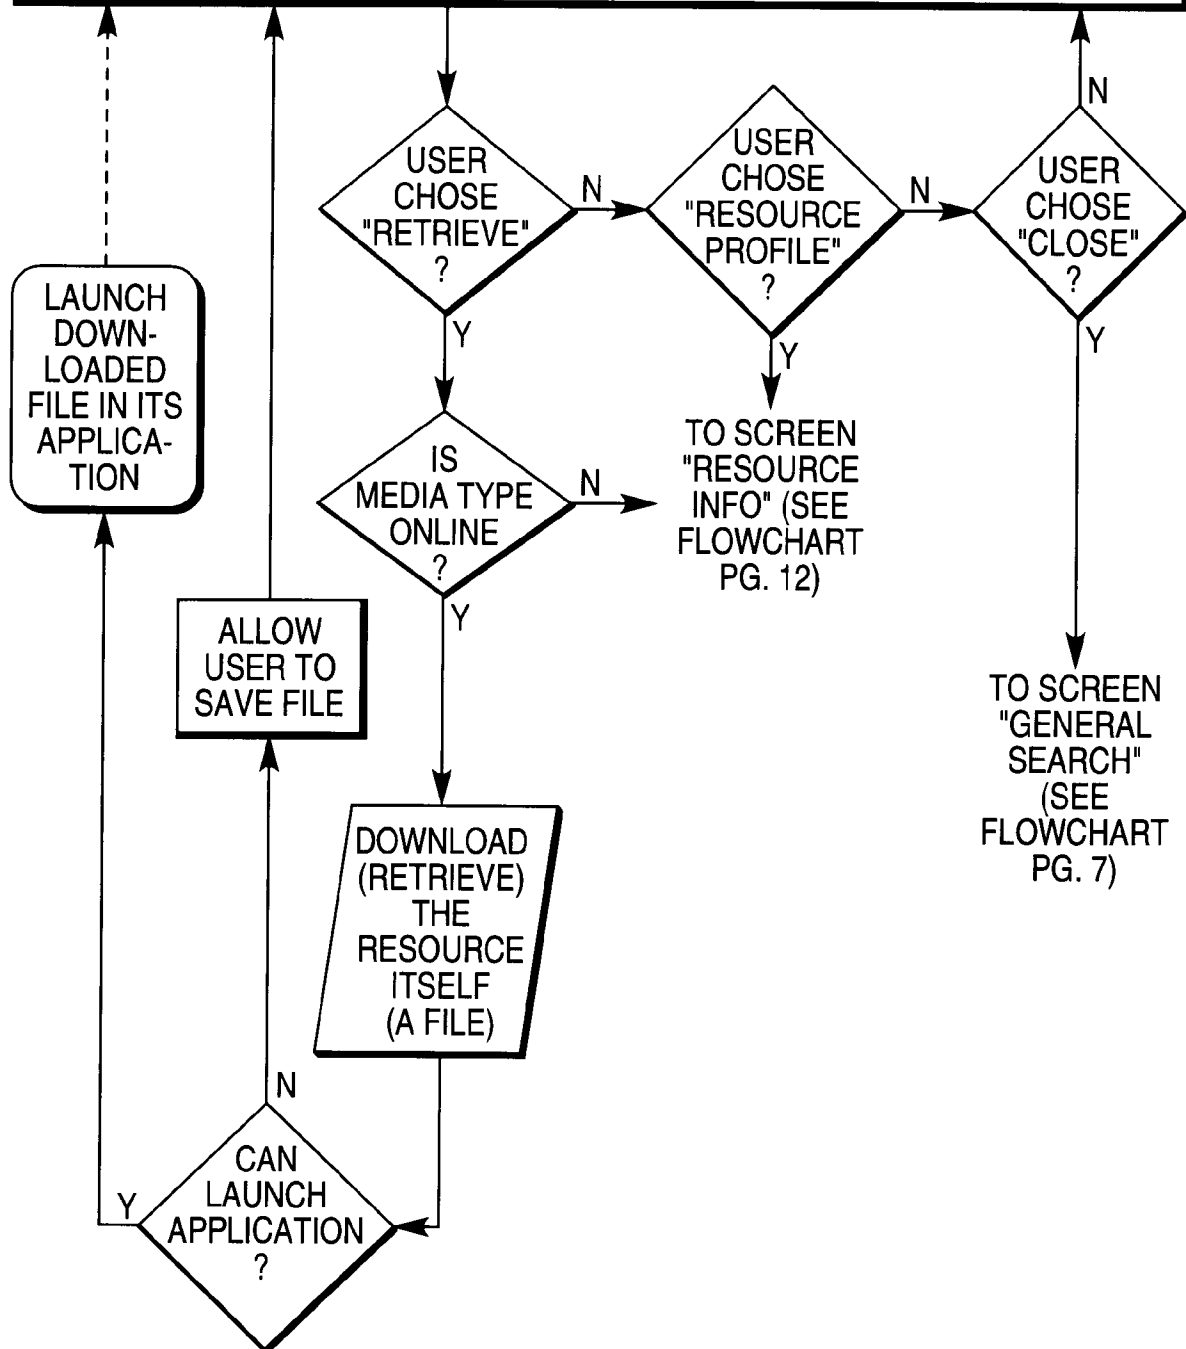 USER
CHOSE
"RETRIEVE"
?
N
Y
USER
CHOSE
"RESOURCE
PROFILE"
?
N
Y
N
USER
CHOSE
"CLOSE"
?
Y
LAUNCH
DOWN-
LOADED
FILE IN ITS
APPLICA-
TION
IS
MEDIA TYPE
ONLINE
?
N
Y
TO SCREEN
"RESOURCE
INFO" (SEE
FLOWCHART
PG. 12)
ALLOW
USER TO
SAVE FILE
TO SCREEN
"GENERAL
SEARCH"
(SEE
FLOWCHART
PG. 7)
DOWNLOAD
(RETRIEVE)
THE
RESOURCE
ITSELF
(A FILE)
N
Y
CAN
LAUNCH
APPLICATION
?